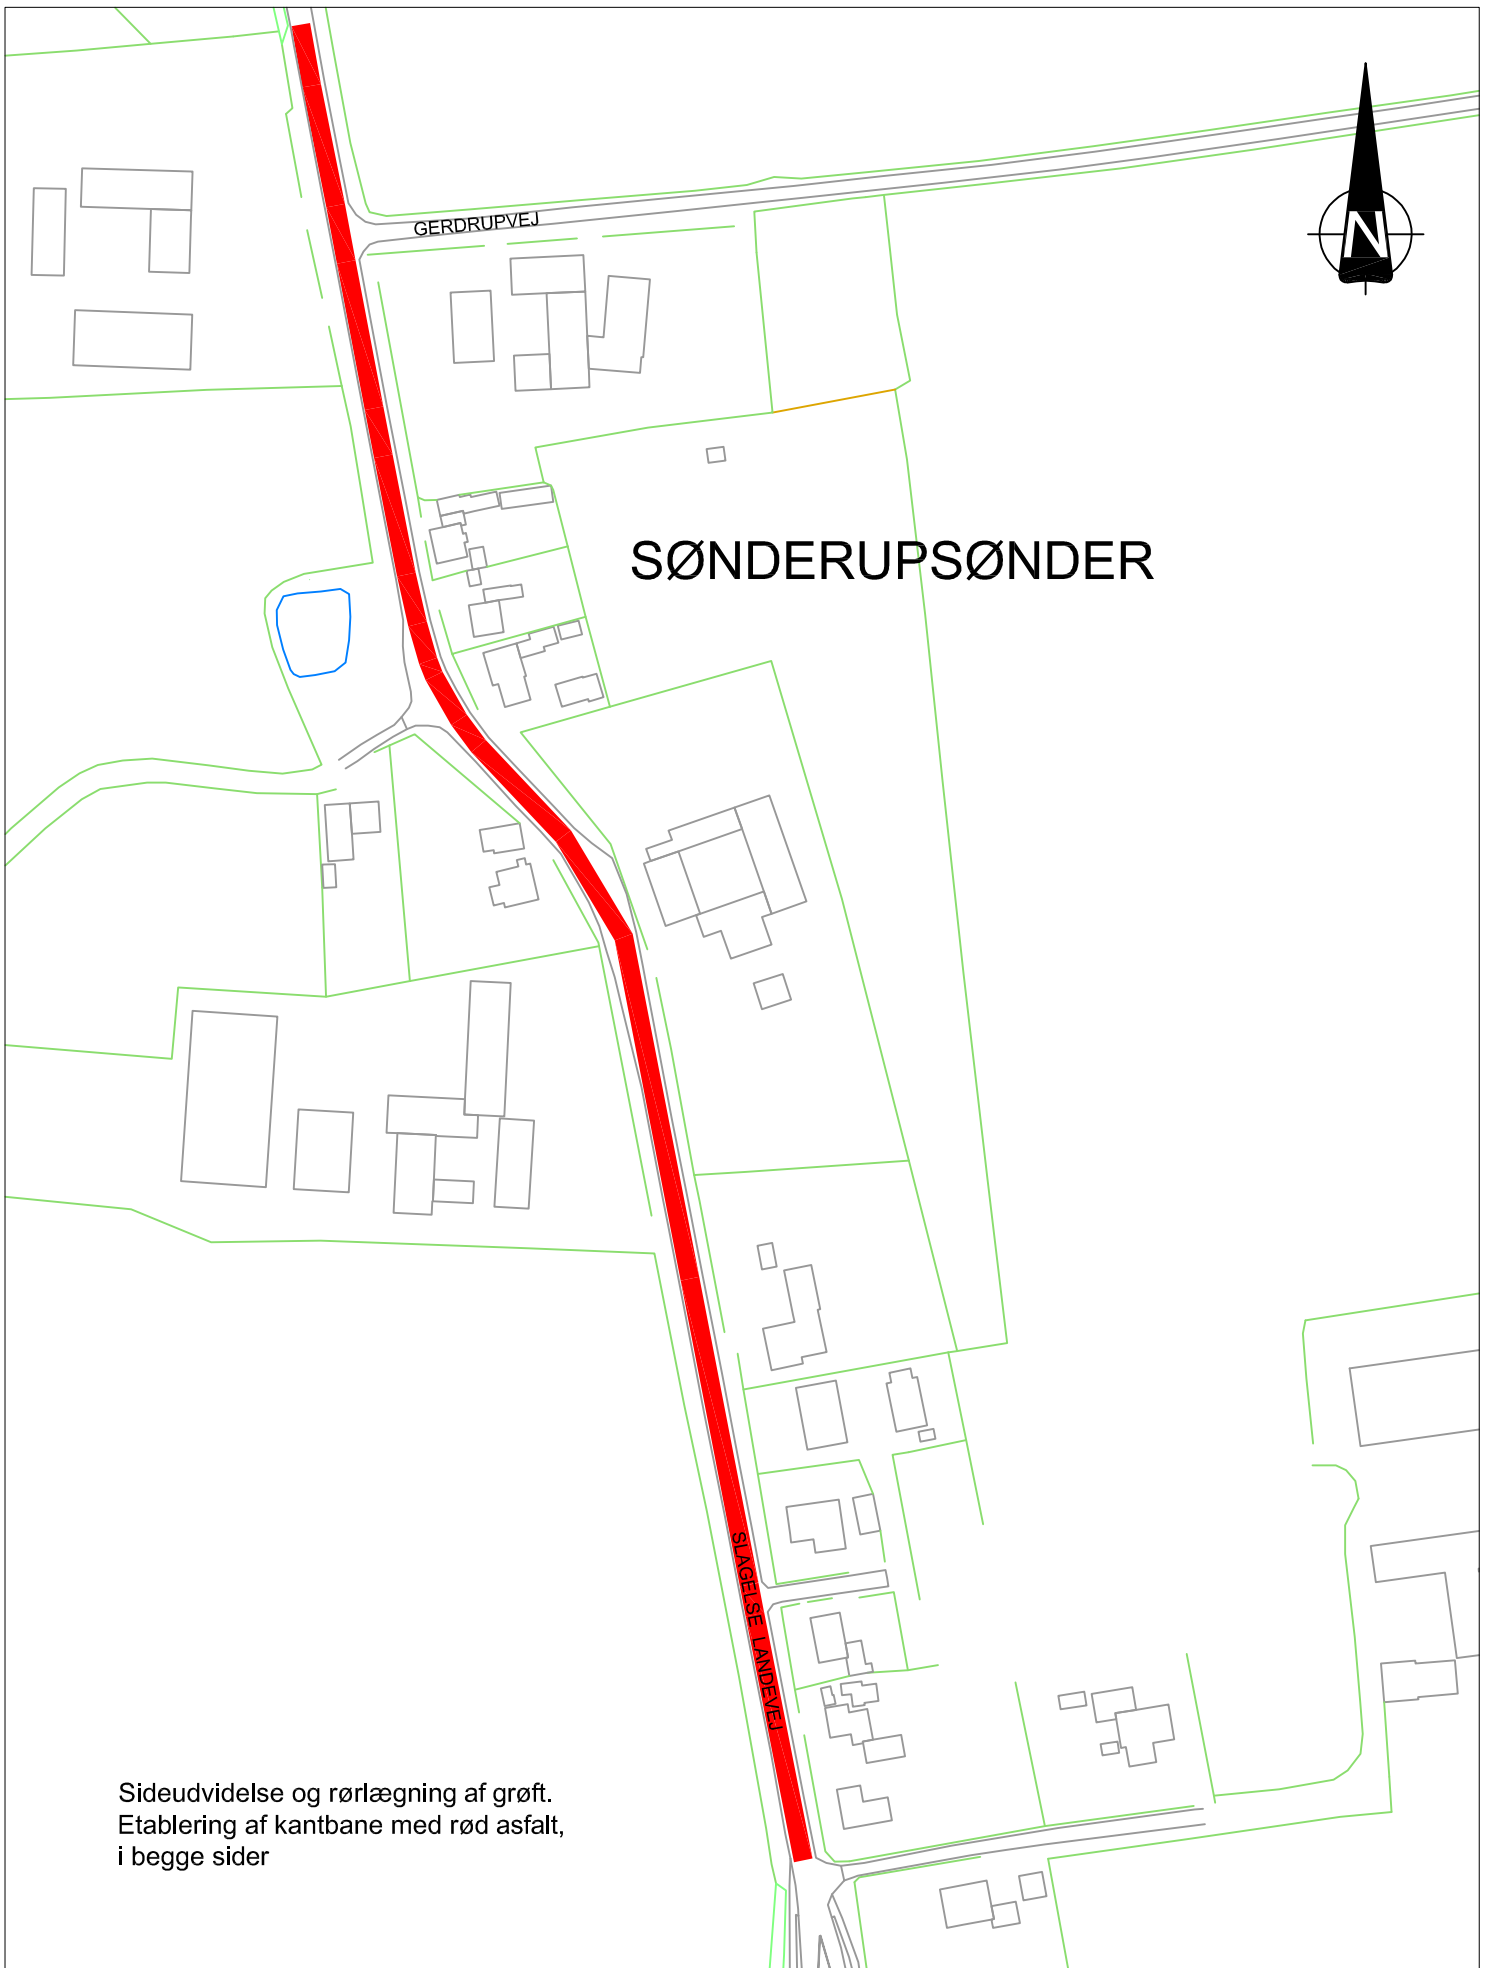 GERDRUPVEJ
N
SØNDERUPSØNDER
SLAGELSE LANDEVEJ
Sideudvidelse og rørlægning af grøft.
Etablering af kantbane med rød asfalt,
i begge sider